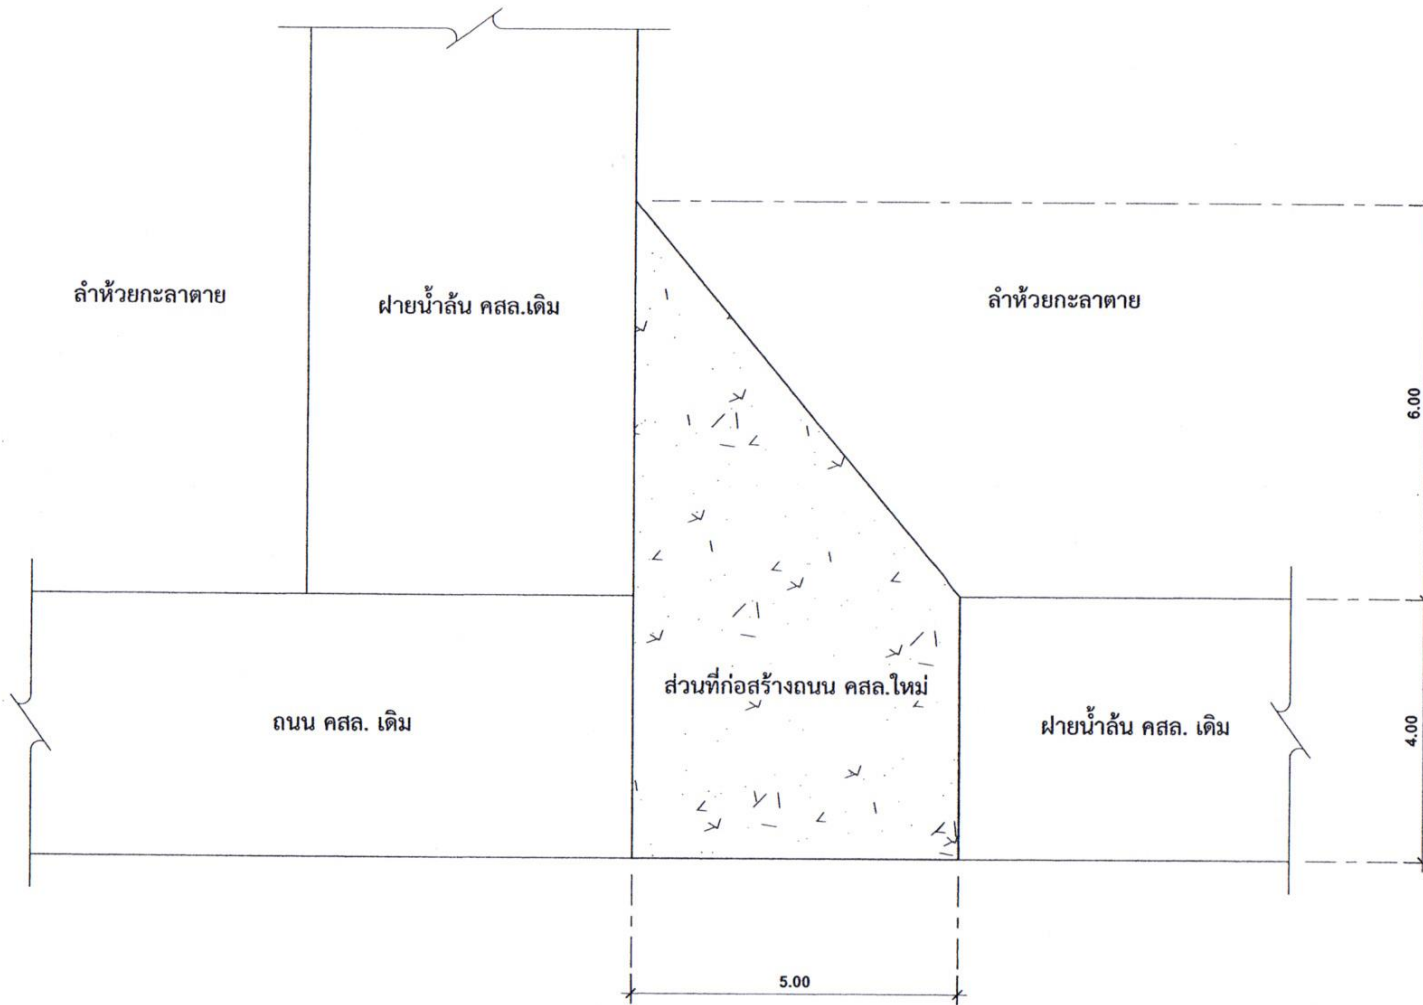 ลำห้วยกะลาตาย
ฝายน้ำล้น คสล.เดิม
ลำห้วยกะลาตาย
6.00
ส่วนที่ก่อสร้างถนน คสล.ใหม่
ถนน คสล. เดิม
ฝายน้ำล้น คสล. เดิม
4.00
5.00